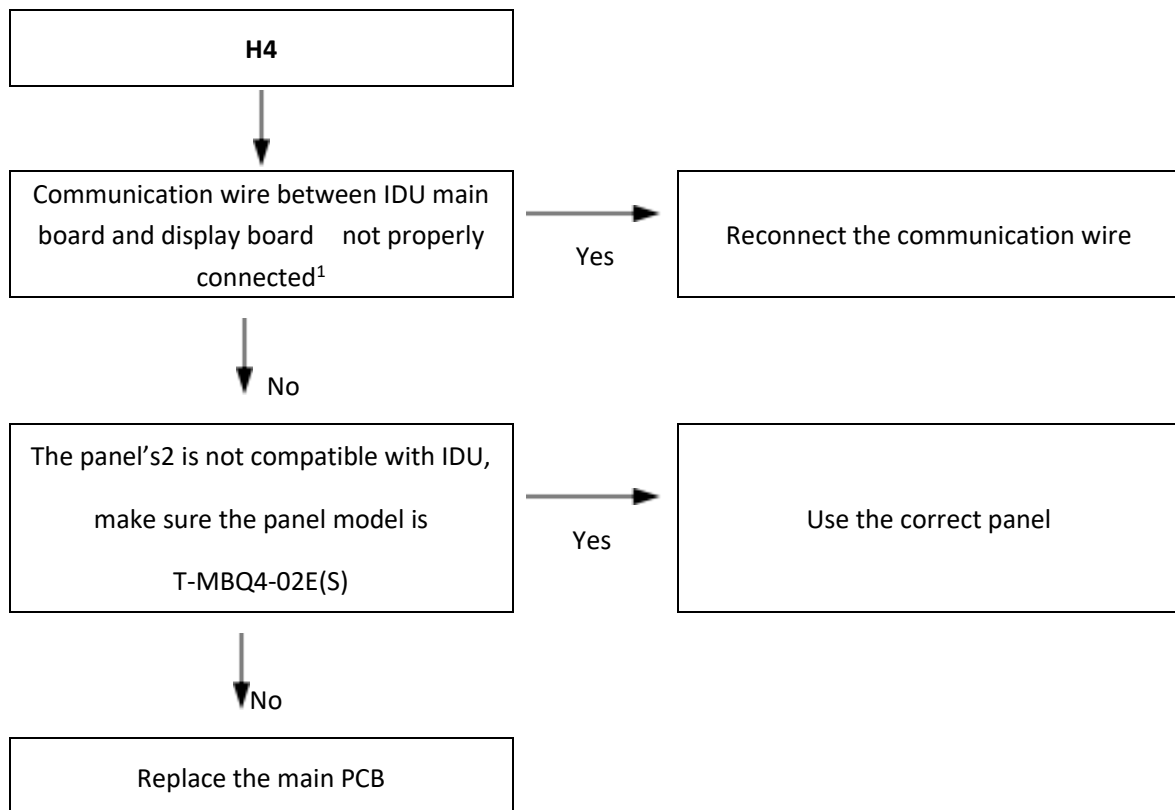 H4
Communication wire between IDU main
board and display board not properly
connected¹
Yes
Reconnect the communication wire
No
The panel’s2 is not compatible with IDU,
make sure the panel model is
T-MBQ4-02E(S)
Yes
Use the correct panel
No
Replace the main PCB